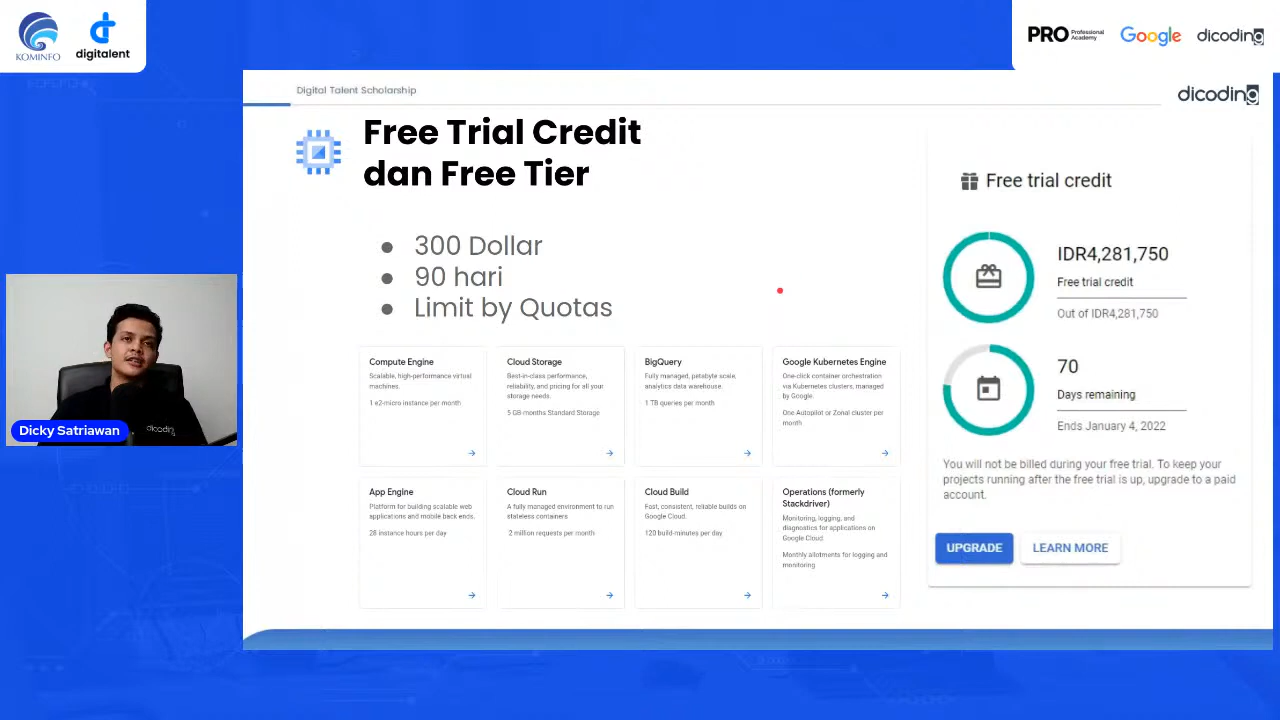 KOMINFO
digitalent
PRO Professional Academy
Google
dicoding
Digital Talent Scholarship
dicoding
Free Trial Credit
dan Free Tier
● 300 Dollar
● 90 hari
● Limit by Quotas
Compute Engine
Scalable, high-performance virtual
machines.
1 e2-micro instance per month
Cloud Storage
Best-in-class performance,
reliability, and pricing for all your
storage needs.
5 GB-months Standard Storage
BigQuery
Fully managed, petabyte scale,
analytics data warehouse.
1 TB queries per month
Google Kubernetes Engine
One-click container orchestration
via Kubernetes clusters, managed
by Google.
One Autopilot or Zonal cluster per
month
App Engine
Platform for building scalable web
applications and mobile back ends.
28 instance hours per day
Cloud Run
A fully managed environment to run
stateless containers
2 million requests per month
Cloud Build
Fast, consistent, reliable builds on
Google Cloud.
120 build-minutes per day
Operations (formerly
Stackdriver)
Monitoring, logging, and
diagnostics for applications on
Google Cloud
Monthly allotments for logging and
monitoring
Free trial credit
IDR4,281,750
Free trial credit
Out of IDR4,281,750
70
Days remaining
Ends January 4, 2022
You will not be billed during your free trial. To keep your
projects running after the free trial is up, upgrade to a paid
account.
UPGRADE
LEARN MORE
Dicky Satriawan
dicoding